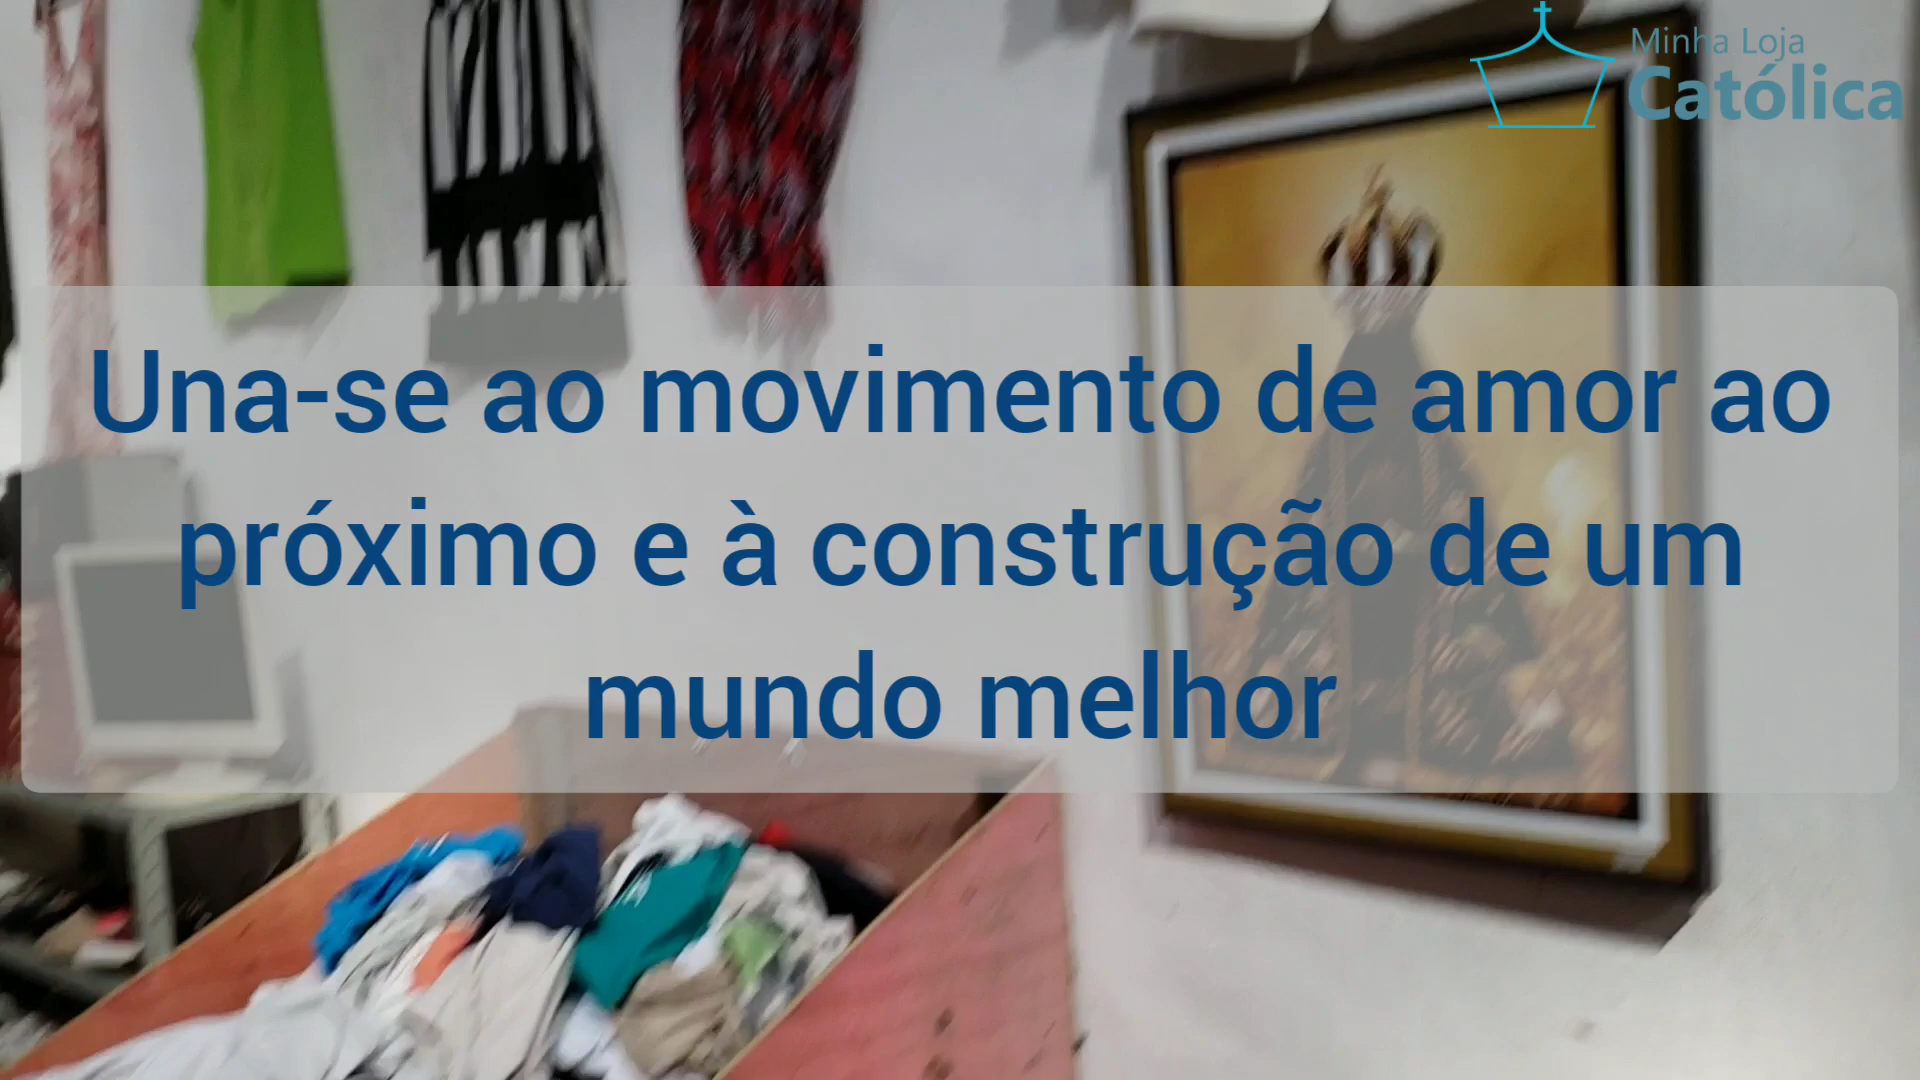 Minha Loja
Católica
Una-se ao movimento de amor ao
próximo e à construção de um
mundo melhor